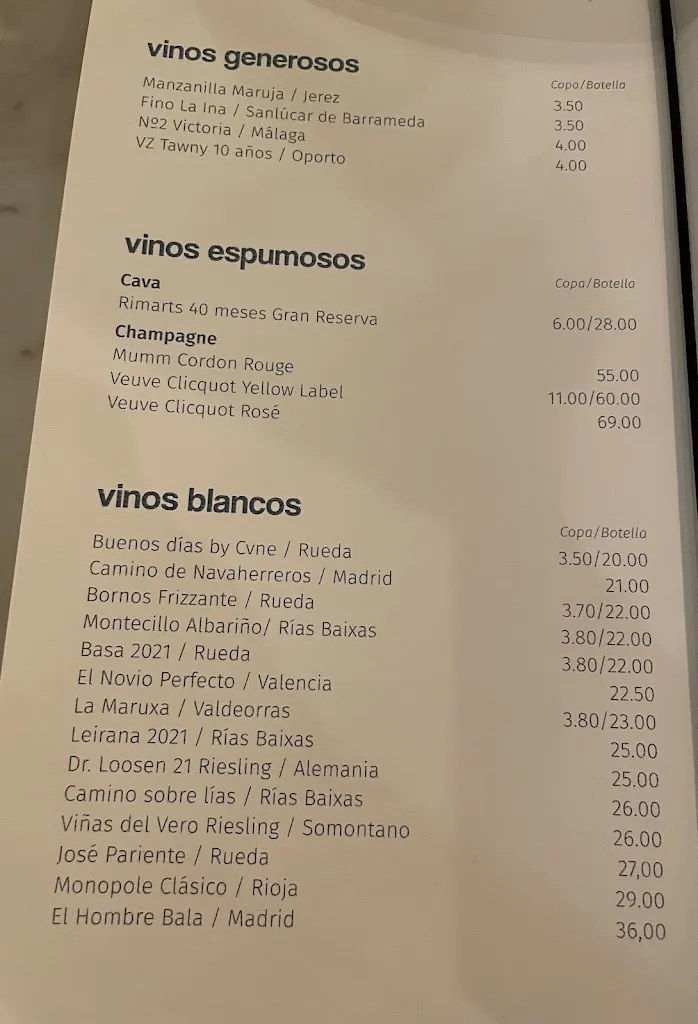 vinos generosos
Copa/Botella
Manzanilla Maruja / Jerez 3.50
Fino La Ina / Sanlúcar de Barrameda 3.50
Nº2 Victoria / Málaga 4.00
VZ Tawny 10 años / Oporto 4.00
vinos espumosos
Cava Copa/Botella
Rimarts 40 meses Gran Reserva 6.00/28.00
Champagne
Mumm Cordon Rouge 55.00
Veuve Clicquot Yellow Label 11.00/60.00
Veuve Clicquot Rosé 69.00
vinos blancos
Copa/Botella
Buenos días by Cvne / Rueda 3.50/20.00
Camino de Navaherreros / Madrid 21.00
Bornos Frizzante / Rueda 3.70/22.00
Montecillo Albariño/ Rías Baixas 3.80/22.00
Basa 2021 / Rueda 3.80/22.00
El Novio Perfecto / Valencia 22.50
La Maruxa / Valdeorras 3.80/23.00
Leirana 2021 / Rías Baixas 25.00
Dr. Loosen 21 Riesling / Alemania 25.00
Camino sobre lías / Rías Baixas 26.00
Viñas del Vero Riesling / Somontano 26.00
José Pariente / Rueda 27,00
Monopole Clásico / Rioja 29.00
El Hombre Bala / Madrid 36,00